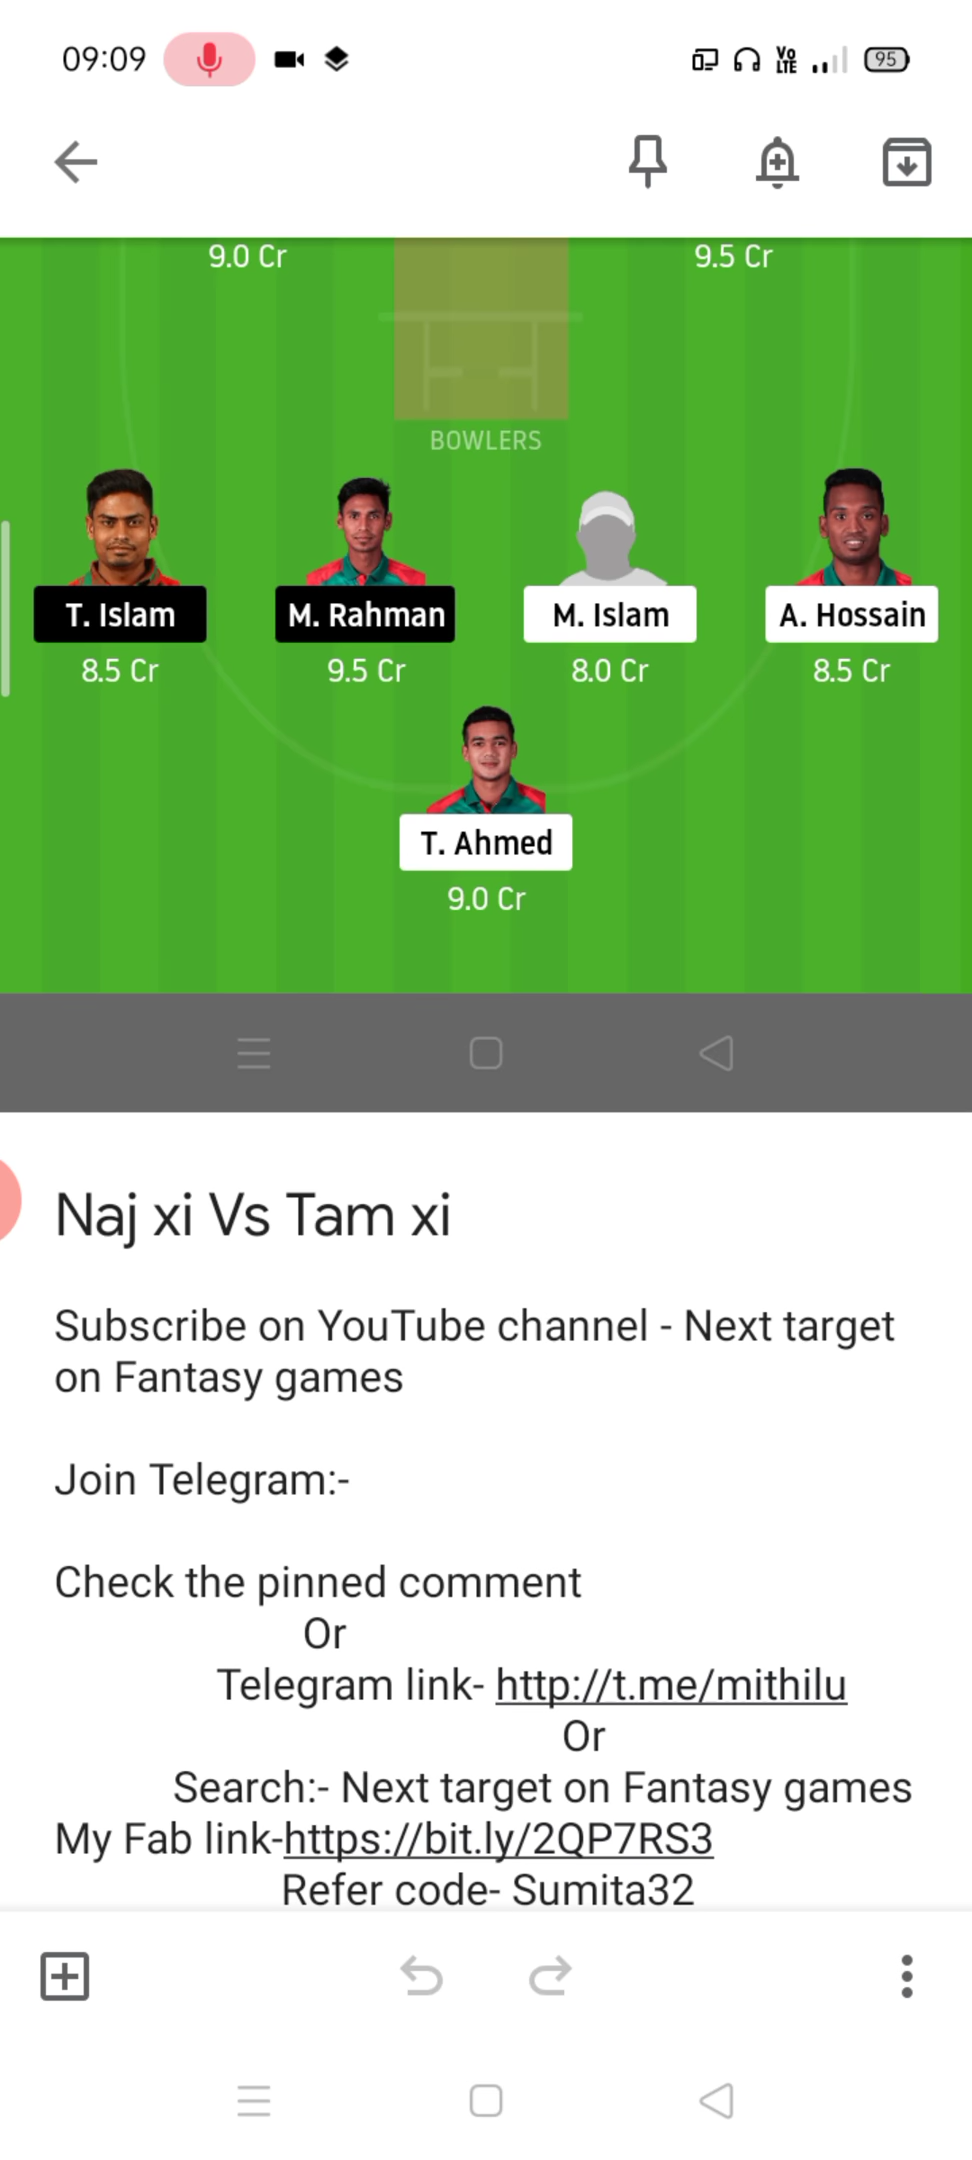 09:09
Vo LTE
95
9.0 Cr
9.5 Cr
BOWLERS
T. Islam
M. Rahman
M. Islam
A. Hossain
8.5 Cr
9.5 Cr
8.0 Cr
8.5 Cr
T. Ahmed
9.0 Cr
Naj xi Vs Tam xi
Subscribe on YouTube channel - Next target
on Fantasy games
Join Telegram:-
Check the pinned comment
Or
Telegram link- http://t.me/mithilu
Or
Search:- Next target on Fantasy games
My Fab link-https://bit.ly/2QP7RS3
Refer code- Sumita32